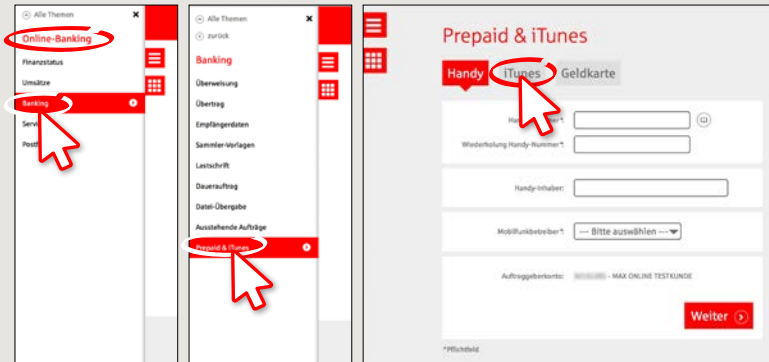 Alle Themen
Online-Banking
Finanzstatus
Umsätze
Banking
Alle Themen
zurück
Banking
Überweisung
Übertrag
Empfängerdaten
Sammler-Vorlagen
Lastschrift
Dauerauftrag
Datei-Übergabe
Ausstehende Aufträge
Prepaid & iTunes
Prepaid & iTunes
Handy iTunes Geldkarte
Wiederholung Handy-Nummer*:
Handy-Inhaber:
Mobilfunkbetreiber*: --- Bitte auswählen ---
Auftraggeberkonto: - MAX ONLINE TESTKUNDE
Weiter
*Pflichtfeld